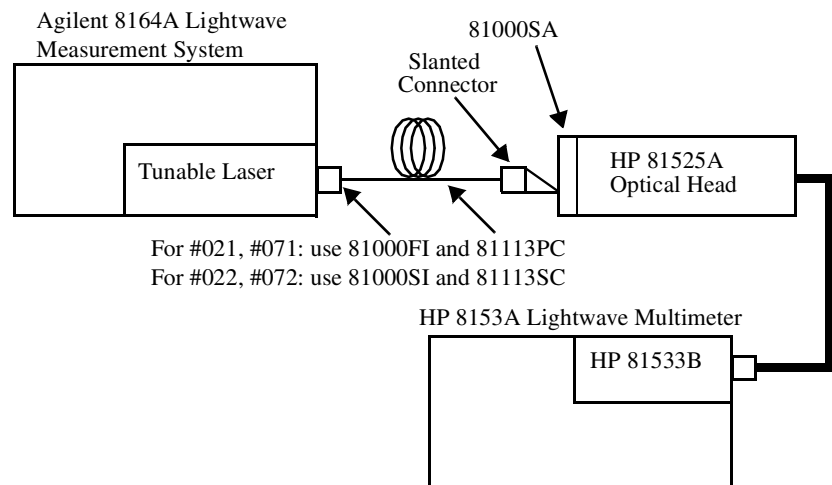 Agilent 8164A Lightwave
Measurement System
81000SA
Slanted
Connector
Tunable Laser
HP 81525A
Optical Head
For #021, #071: use 81000FI and 81113PC
For #022, #072: use 81000SI and 81113SC
HP 8153A Lightwave Multimeter
HP 81533B